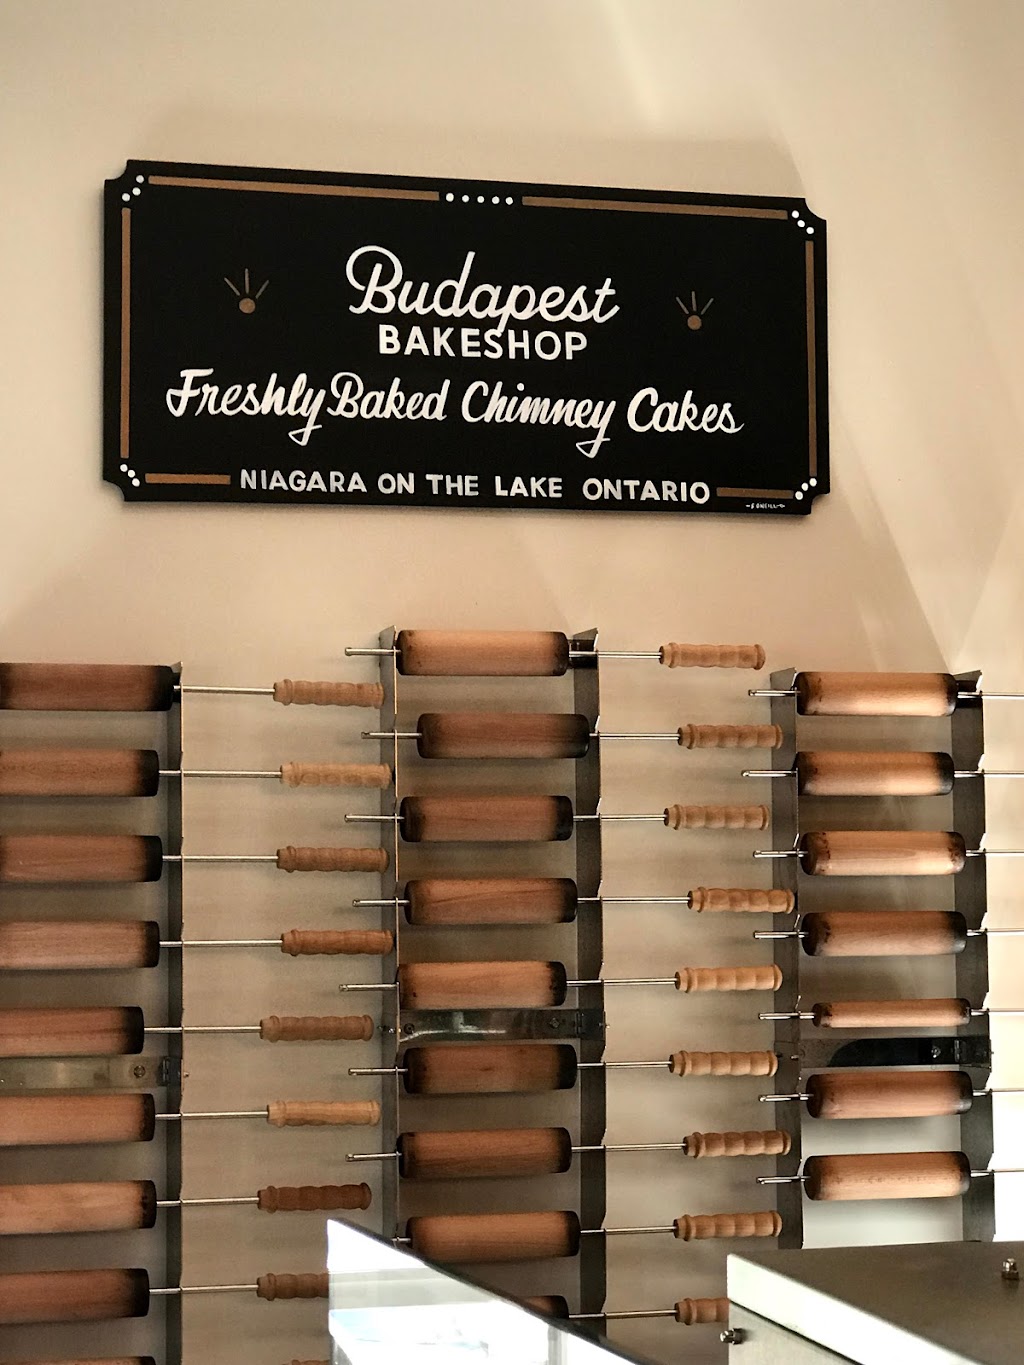 Budapest
BAKESHOP
Freshly Baked Chimney Cakes
NIAGARA ON THE LAKE ONTARIO